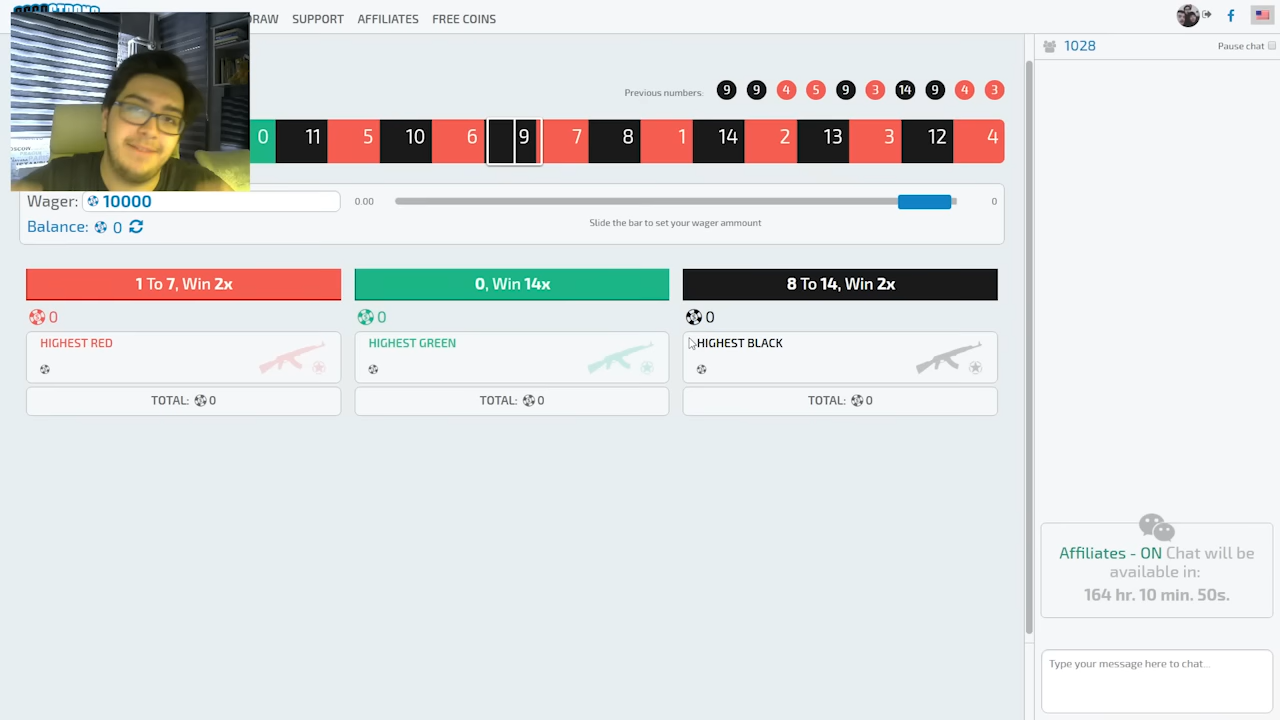 RAW SUPPORT AFFILIATES FREE COINS
1028 Pause chat
Previous numbers: 9 9 4 5 9 3 14 9 4 3
0 11 5 10 6 9 7 8 1 14 2 13 3 12 4
Wager: 10000 0.00 0
Slide the bar to set your wager ammount
Balance: 0
1 To 7, Win 2x
0, Win 14x
8 To 14, Win 2x
0
0
0
HIGHEST RED
HIGHEST GREEN
HIGHEST BLACK
TOTAL: 0
TOTAL: 0
TOTAL: 0
Affiliates - ON Chat will be
available in:
164 hr. 10 min. 50s.
Type your message here to chat...